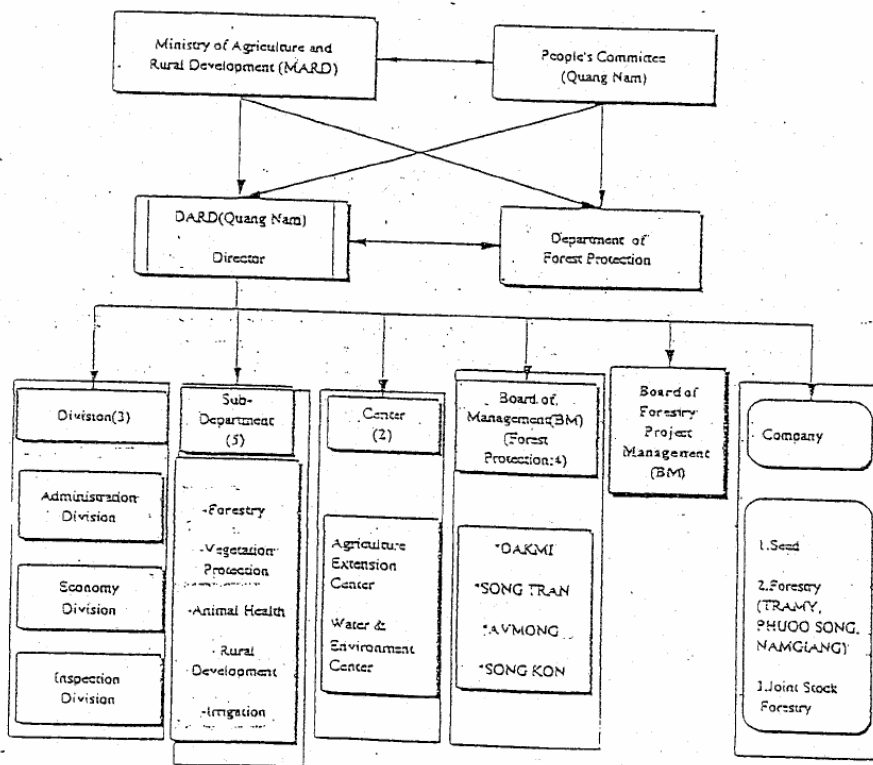 Ministry of Agriculture and
Rural Development (MARD)
People's Committee
(Quang Nam)
DARD(Quang Nam)
Director
Department of
Forest Protection
Division(3)
Administration
Division
Economy
Division
Inspection
Division
Sub-
Department
(5)
-Forestry
-Vegetation
Protection
-Animal Health
-Rural
Development
-Irrigation
Center
(2)
Agriculture
Extension
Center
Water &
Environment
Center
Board of
Management(BM)
(Forest
Protection:4)
*DAKMI
*SONG TRAN
*AVMONG
*SONG KON
Board of
Forestry
Project
Management
(BM)
Company
1.Seed
2.Forestry
(TRAMY,
PHUOO SONG,
NAMGIANG)
3.Joint Stock
Forestry